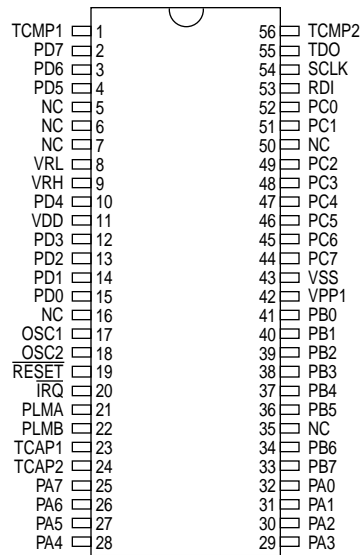 TCMP1 1 56 TCMP2
PD7 2 55 TDO
PD6 3 54 SCLK
PD5 4 53 RDI
NC 5 52 PC0
NC 6 51 PC1
NC 7 50 NC
VRL 8 49 PC2
VRH 9 48 PC3
PD4 10 47 PC4
VDD 11 46 PC5
PD3 12 45 PC6
PD2 13 44 PC7
PD1 14 43 VSS
PD0 15 42 VPP1
NC 16 41 PB0
OSC1 17 40 PB1
OSC2 18 39 PB2
RESET 19 38 PB3
IRQ 20 37 PB4
PLMA 21 36 PB5
PLMB 22 35 NC
TCAP1 23 34 PB6
TCAP2 24 33 PB7
PA7 25 32 PA0
PA6 26 31 PA1
PA5 27 30 PA2
PA4 28 29 PA3